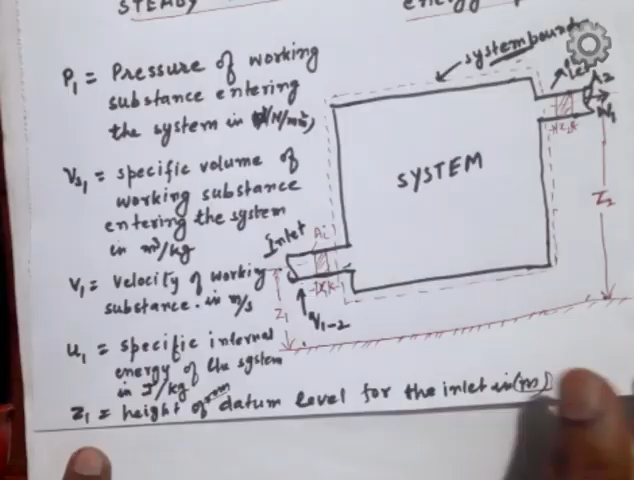 STEADY
energy
P1 = Pressure of working
substance entering
the system in (N/m²)
Vs1 = specific volume of
working substance
entering the system
in m³/kg
V1 = velocity of working
substance. in m/s
u1 = specific internal
energy of the system
in J/kg
Z1 = height of datum level for the inlet in (m)
system
SYSTEM
Inlet
A1
Z1
Z2